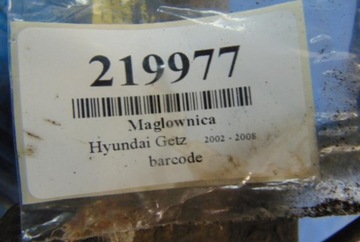 219977
Maglownica
Hyundai Getz 2002 - 2008
barcode